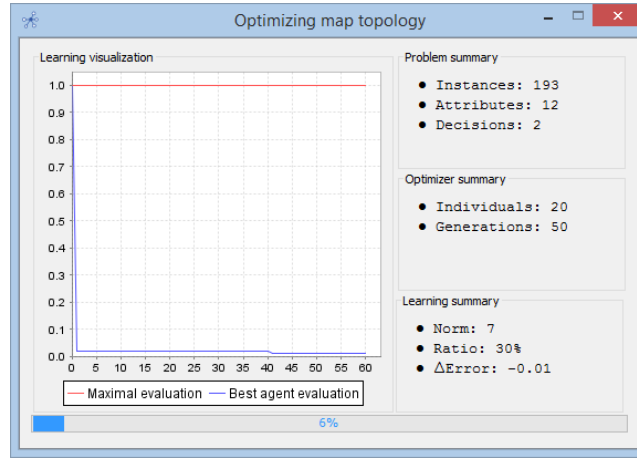 Optimizing map topology
Learning visualization
1.0
0.9
0.8
0.7
0.6
0.5
0.4
0.3
0.2
0.1
0.0
0 5 10 15 20 25 30 35 40 45 50 55 60
Maximal evaluation Best agent evaluation
Problem summary
● Instances: 193
● Attributes: 12
● Decisions: 2
Optimizer summary
● Individuals: 20
● Generations: 50
Learning summary
● Norm: 7
● Ratio: 30%
● ΔError: -0.01
6%